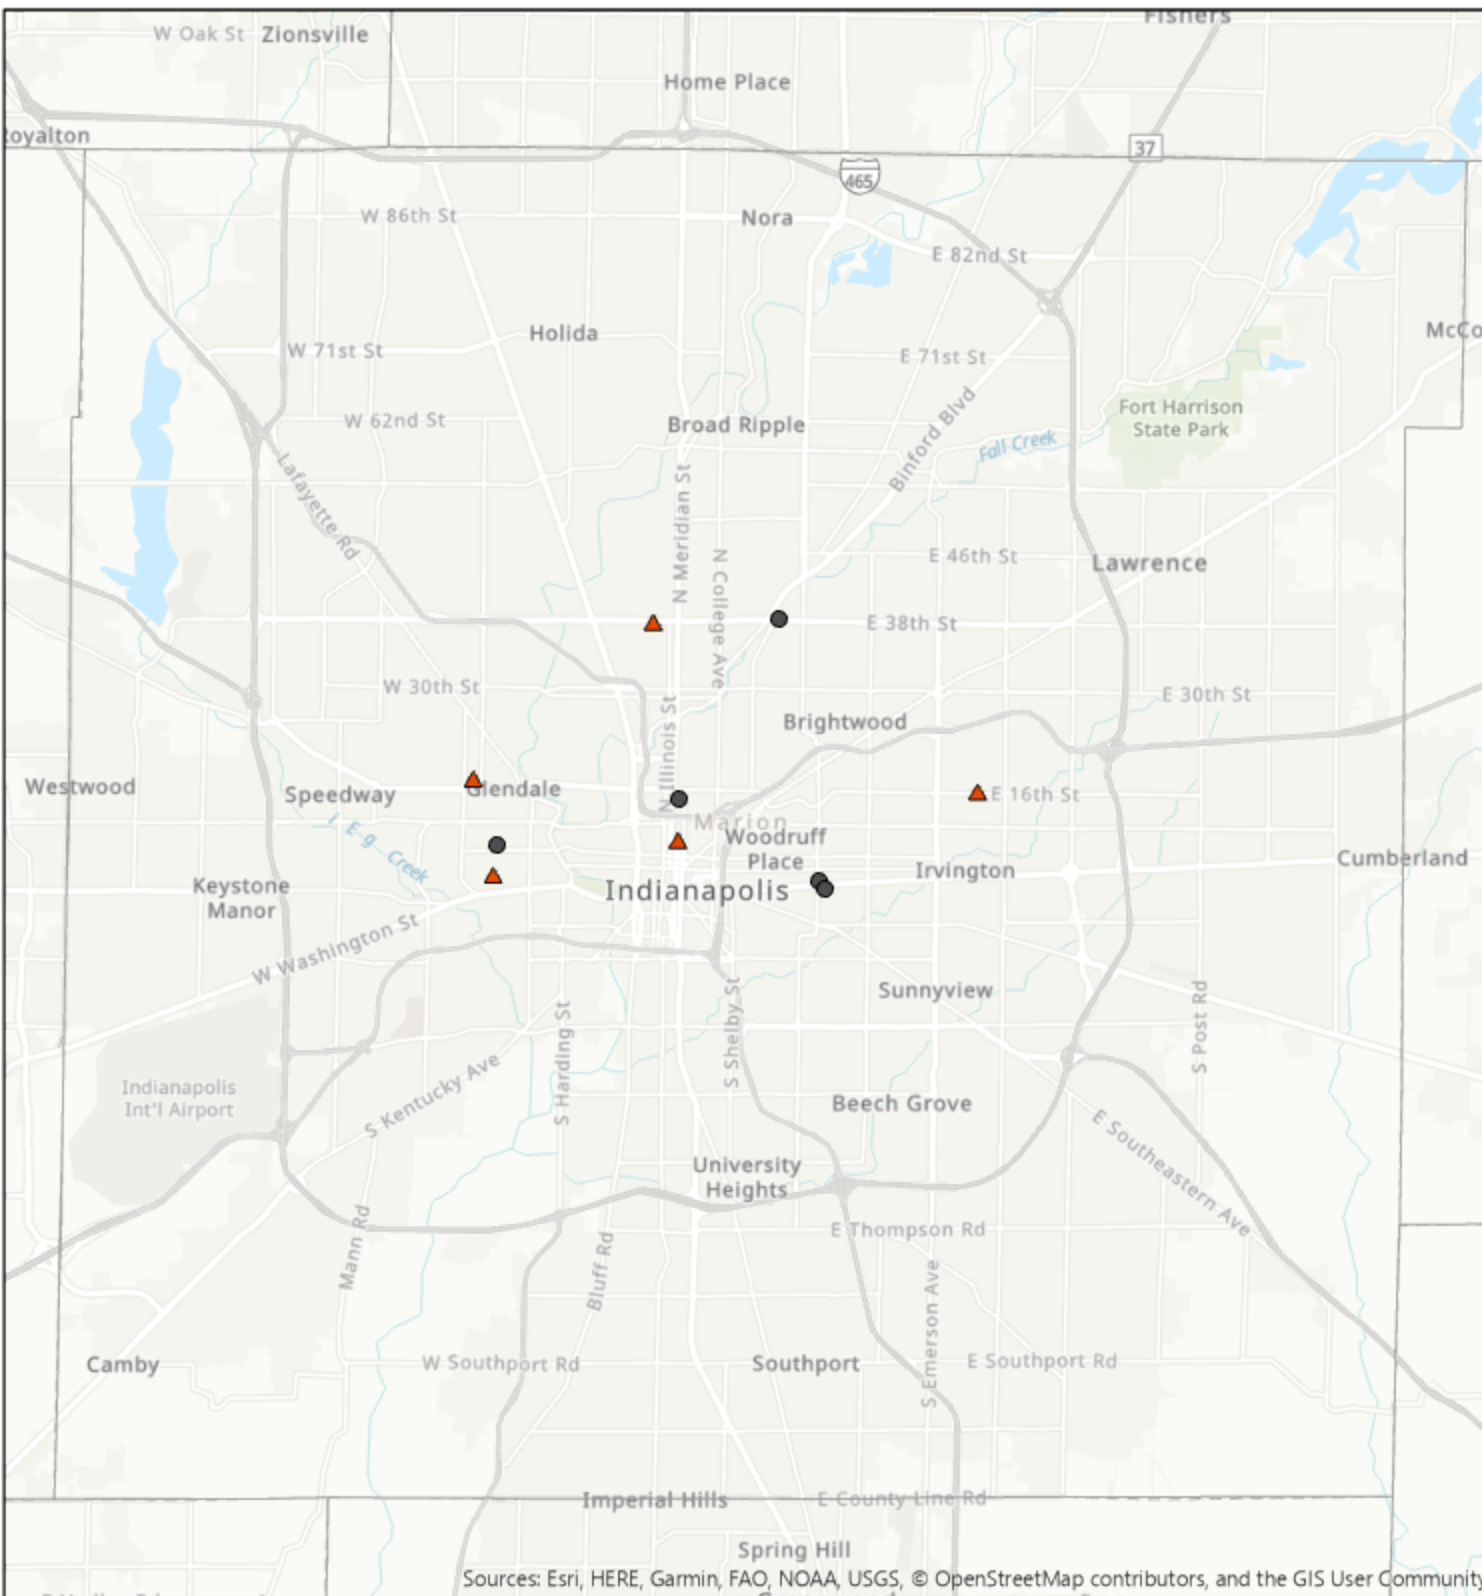 Fishers
W Oak St
Zionsville
Home Place
Royalton
37
465
W 86th St
Nora
E 82nd St
Holida
McCo
W 71st St
E 71st St
Fort Harrison
State Park
W 62nd St
Broad Ripple
Binford Blvd
Fall Creek
Lafayette Rd
N Meridian St
N College Ave
E 46th St
Lawrence
E 38th St
W 30th St
E 30th St
N Illinois St
Brightwood
Westwood
Speedway
Glendale
E 16th St
Marion
Woodruff
Place
I E g Creek
Cumberland
Irvington
Keystone
Manor
Indianapolis
W Washington St
Sunnyview
S Shelby St
S Harding St
S Post Rd
Indianapolis
Int'l Airport
S Kentucky Ave
Beech Grove
E Southeastern Ave
University
Heights
Mann Rd
E Thompson Rd
Bluff Rd
S Emerson Ave
Camby
W Southport Rd
Southport
E Southport Rd
Imperial Hills
E County Line Rd
Spring Hill
Sources: Esri, HERE, Garmin, FAO, NOAA, USGS, © OpenStreetMap contributors, and the GIS User Communit